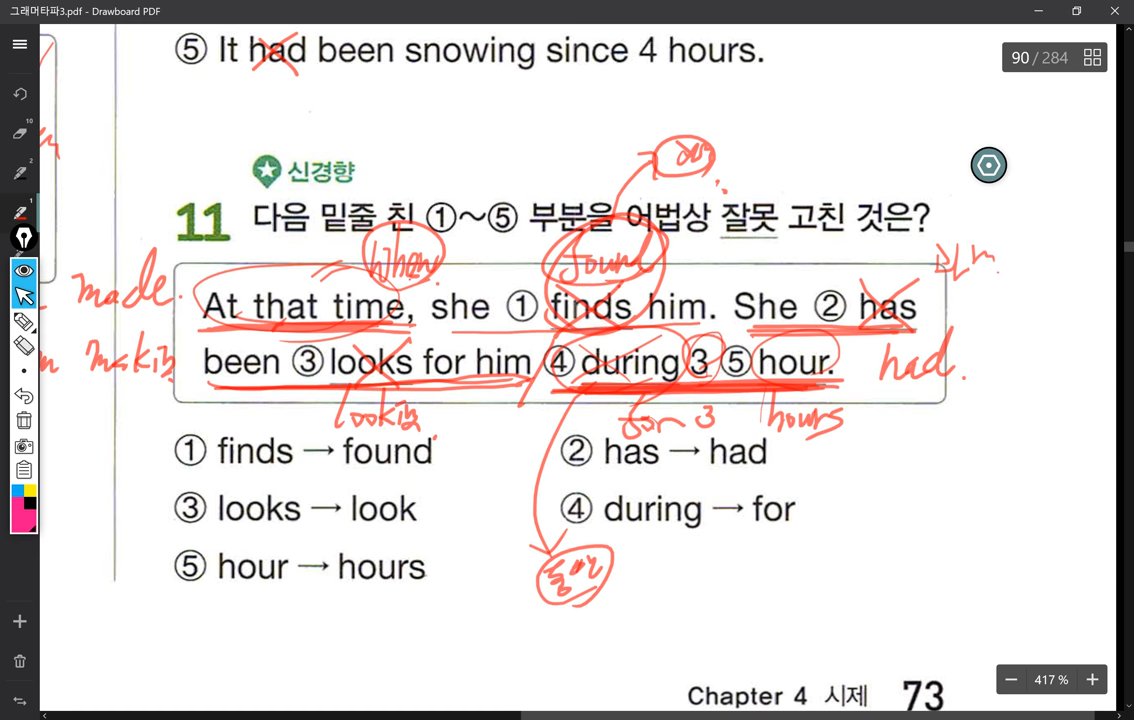 그래머타파3.pdf - Drawboard PDF
90 / 284
⑤ It had been snowing since 4 hours.
신경향
11 다음 밑줄 친 ①~⑤ 부분을 어법상 잘못 고친 것은?
when
found
made
At that time, she ① finds him. She ② has
been ③ looks for him ④ during 3 ⑤ hour.
had
for 3
hours
① finds → found
② has → had
③ looks → look
④ during → for
⑤ hour → hours
417 %
Chapter 4 시제 73